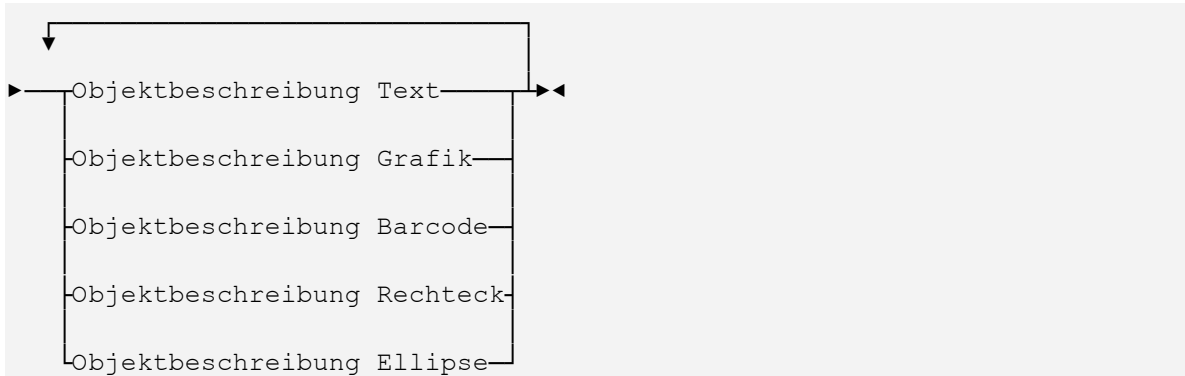 Objektbeschreibung Text
Objektbeschreibung Grafik
Objektbeschreibung Barcode
Objektbeschreibung Rechteck
Objektbeschreibung Ellipse